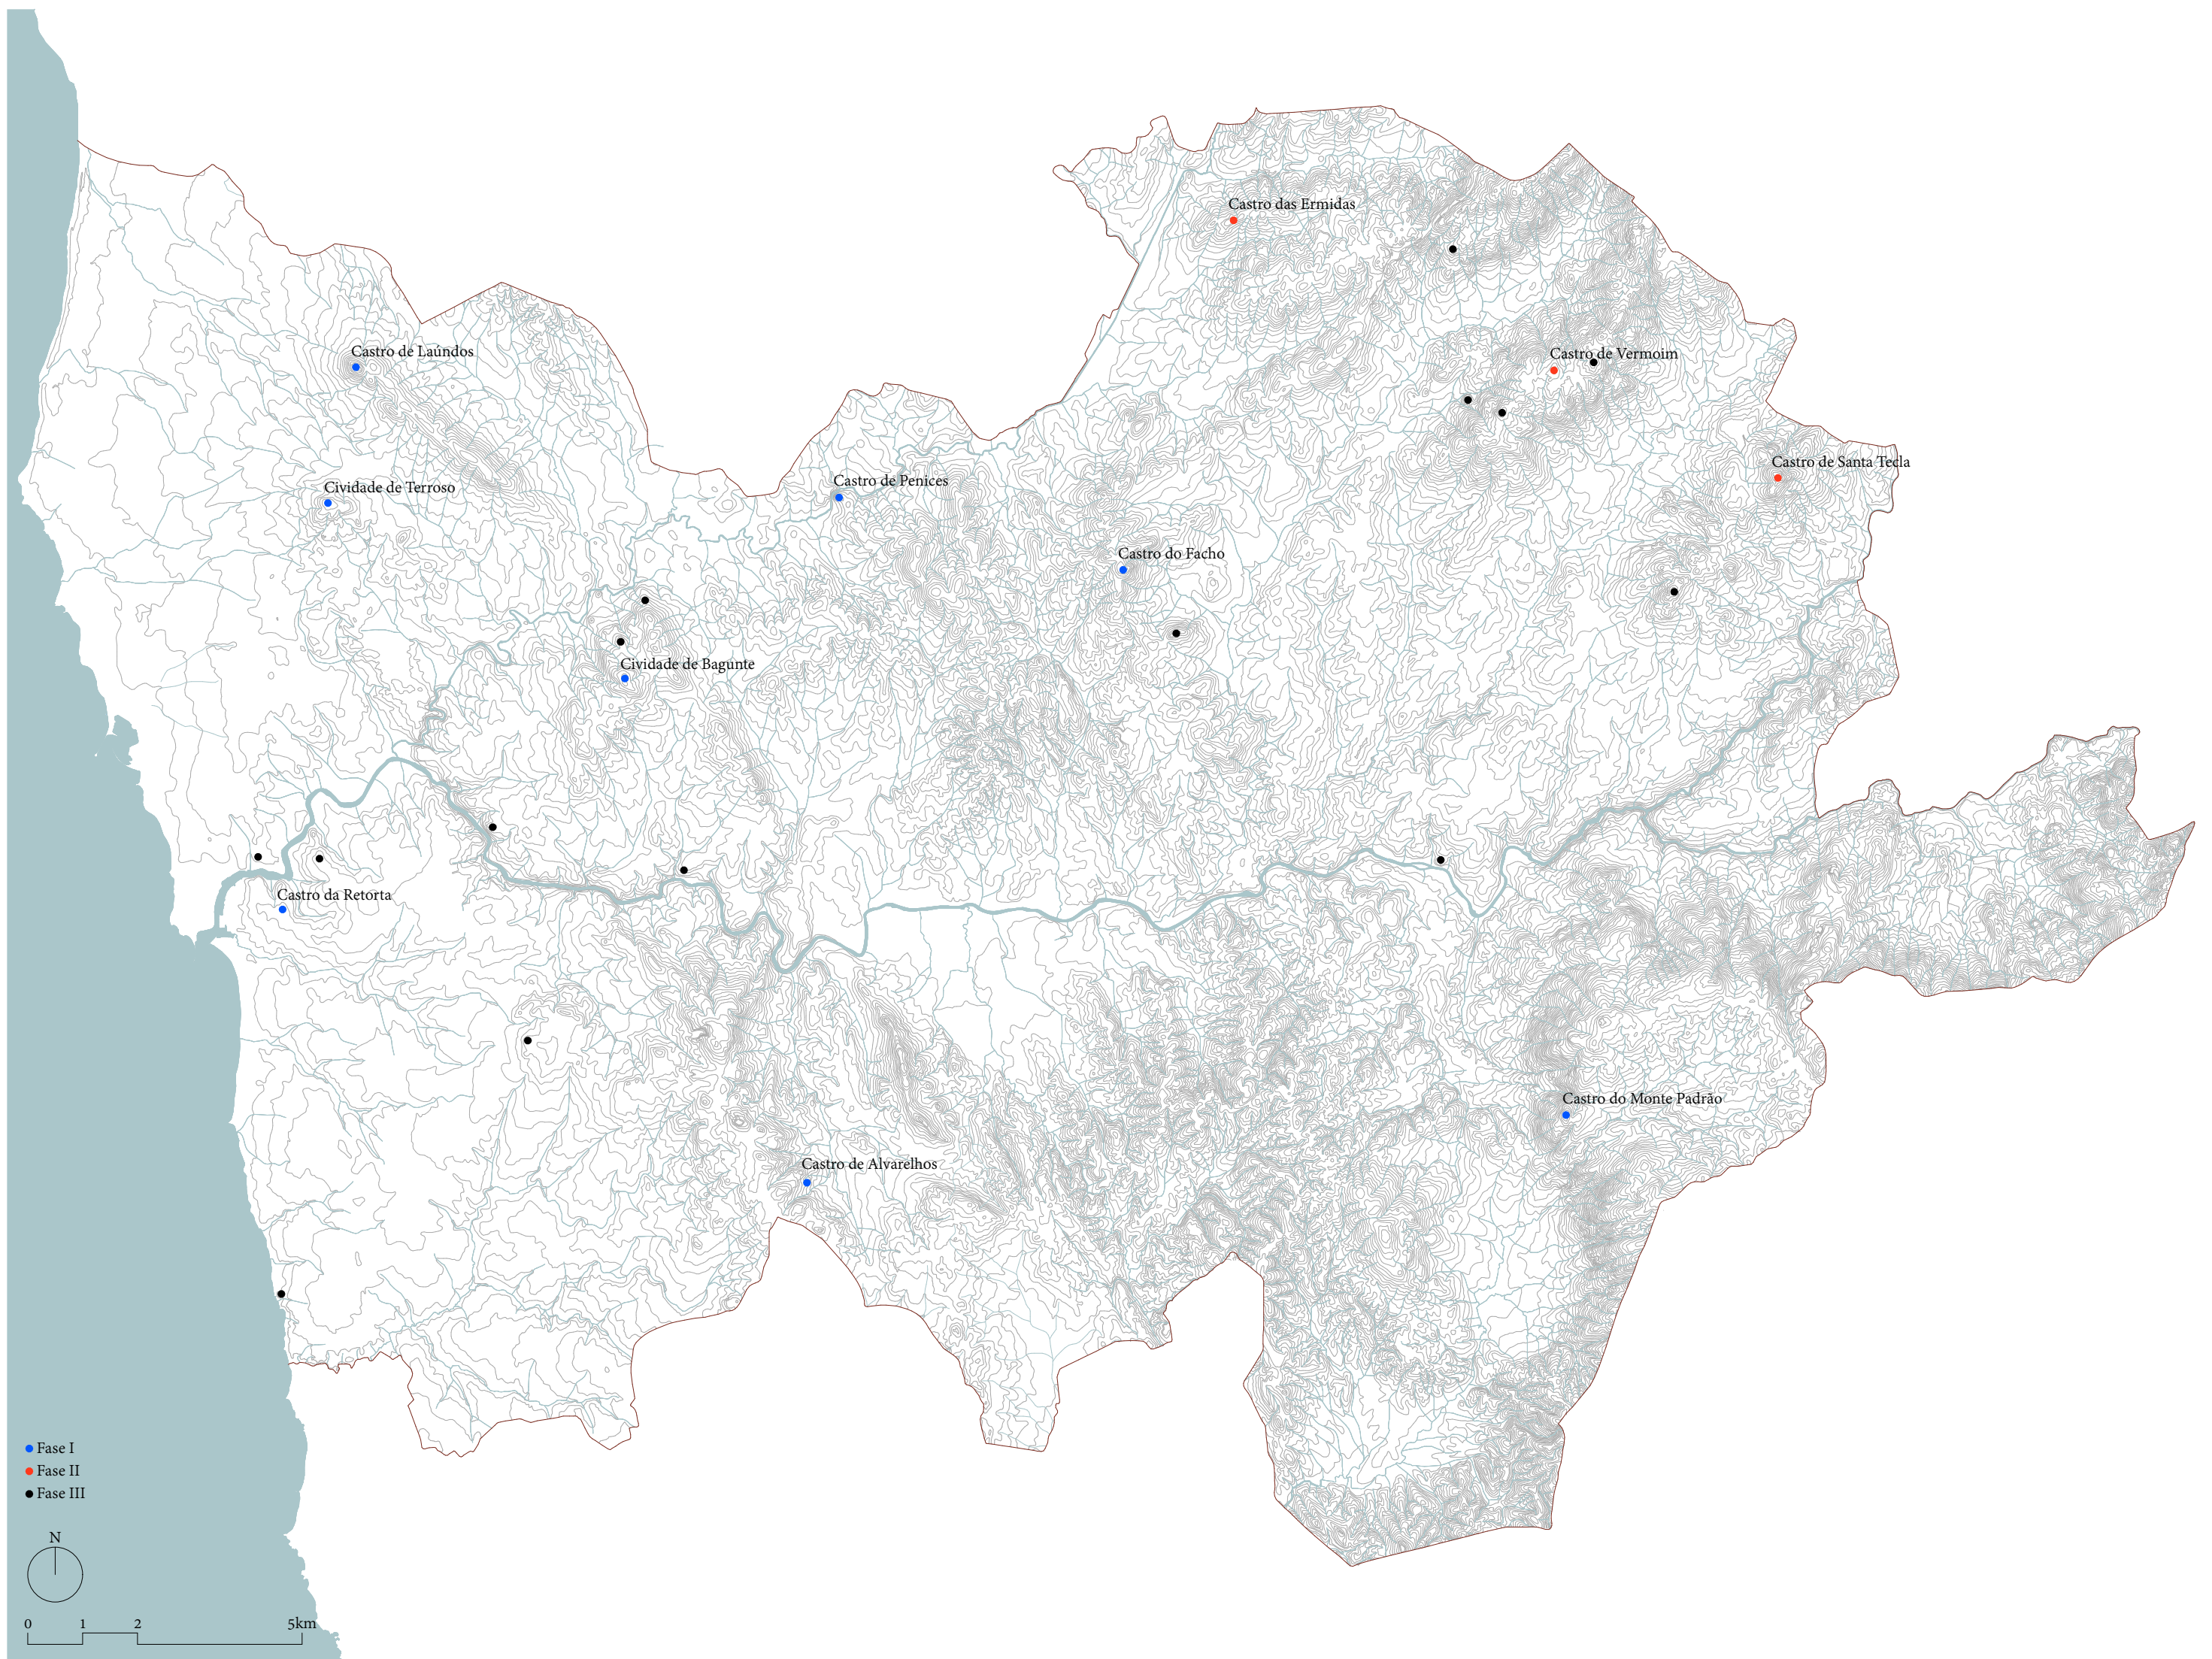 Castro das Ermidas
Castro de Laúndos
Castro de Vermoim
Castro de Santa Tecla
Castro de Penices
Cividade de Terroso
Castro do Facho
Cividade de Bagunte
Castro da Retorta
Castro do Monte Padrão
Castro de Alvarelhos
Fase I
Fase II
Fase III
N
0 1 2 5km